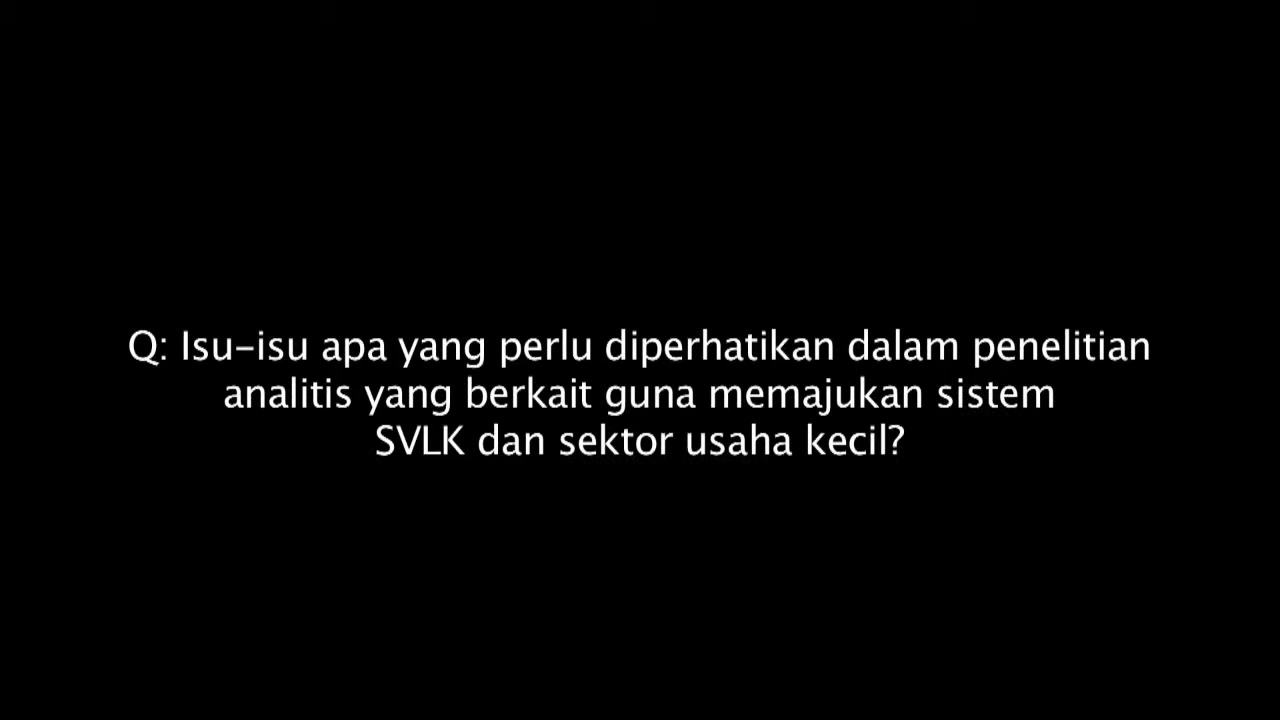 Q: Isu-isu apa yang perlu diperhatikan dalam penelitian
analitis yang berkait guna memajukan sistem
SVLK dan sektor usaha kecil?